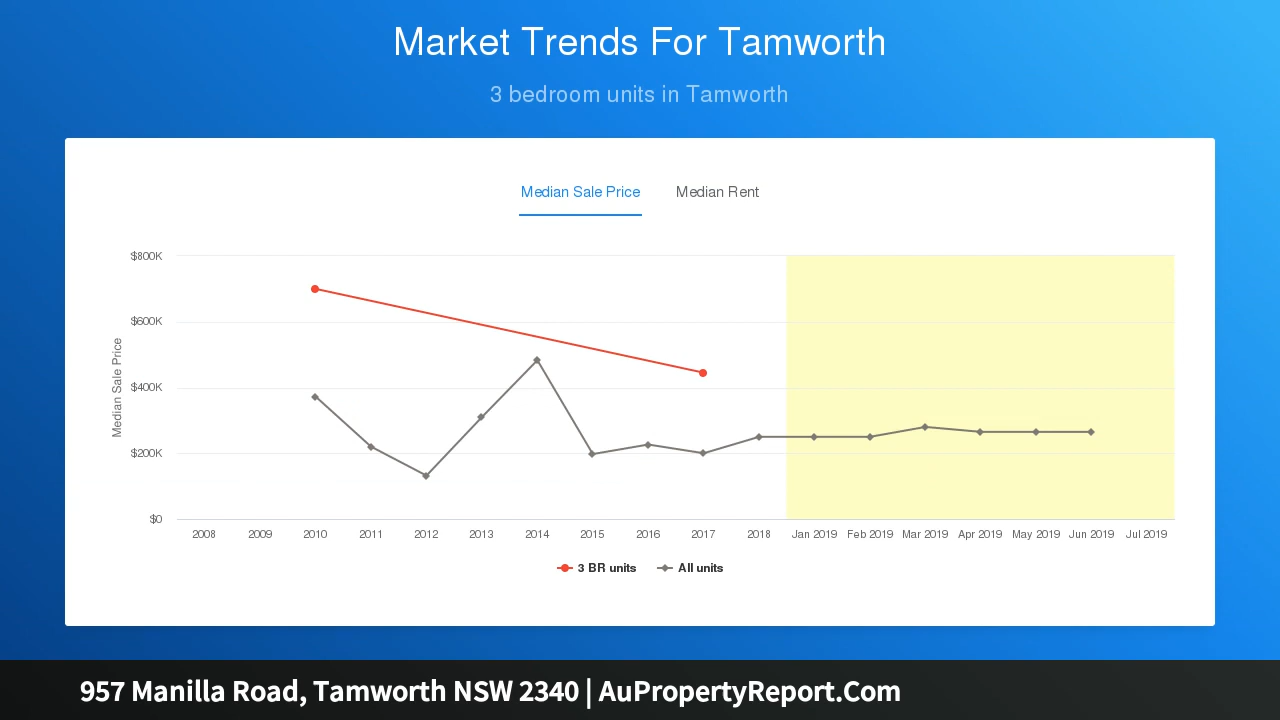 Market Trends For Tamworth
3 bedroom units in Tamworth
Median Sale Price Median Rent
Median Sale Price
$800K
$600K
$400K
$200K
$0
2008 2009 2010 2011 2012 2013 2014 2015 2016 2017 2018 Jan 2019 Feb 2019 Mar 2019 Apr 2019 May 2019 Jun 2019 Jul 2019
3 BR units All units
957 Manilla Road, Tamworth NSW 2340 | AuPropertyReport.Com